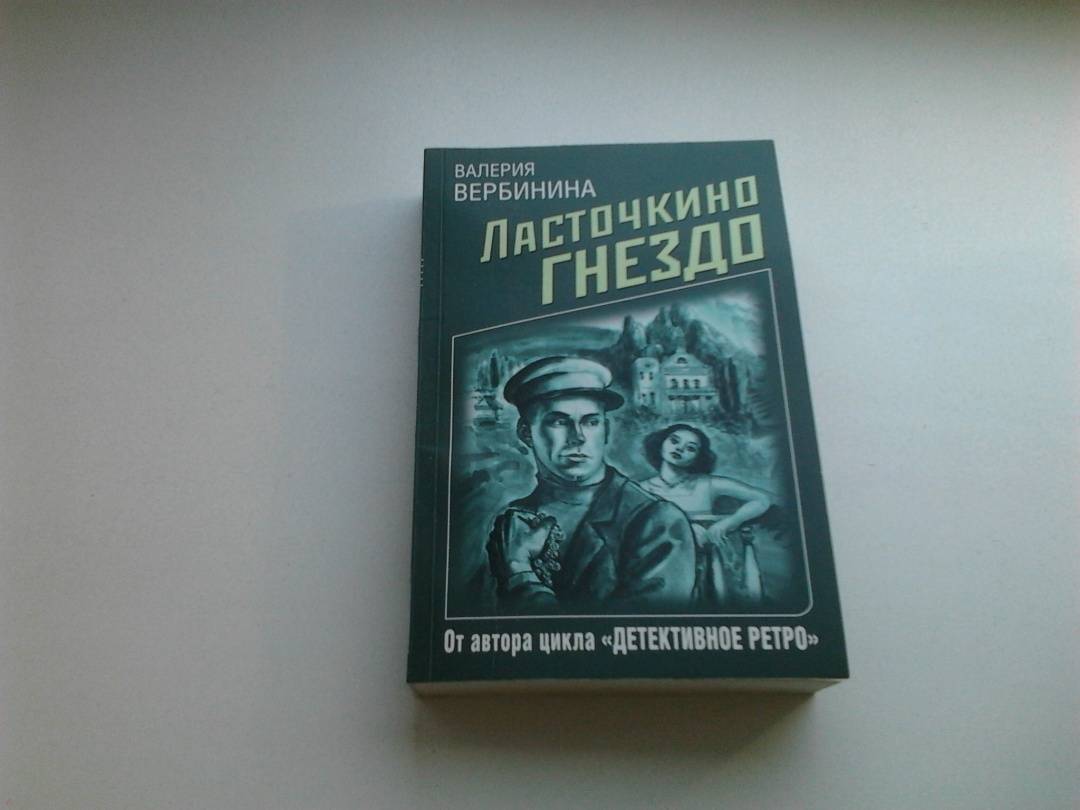 ВАЛЕРИЯ
ВЕРБИНИНА
ЛАСТОЧКИНО
ГНЕЗДО
От автора цикла «ДЕТЕКТИВНОЕ РЕТРО»